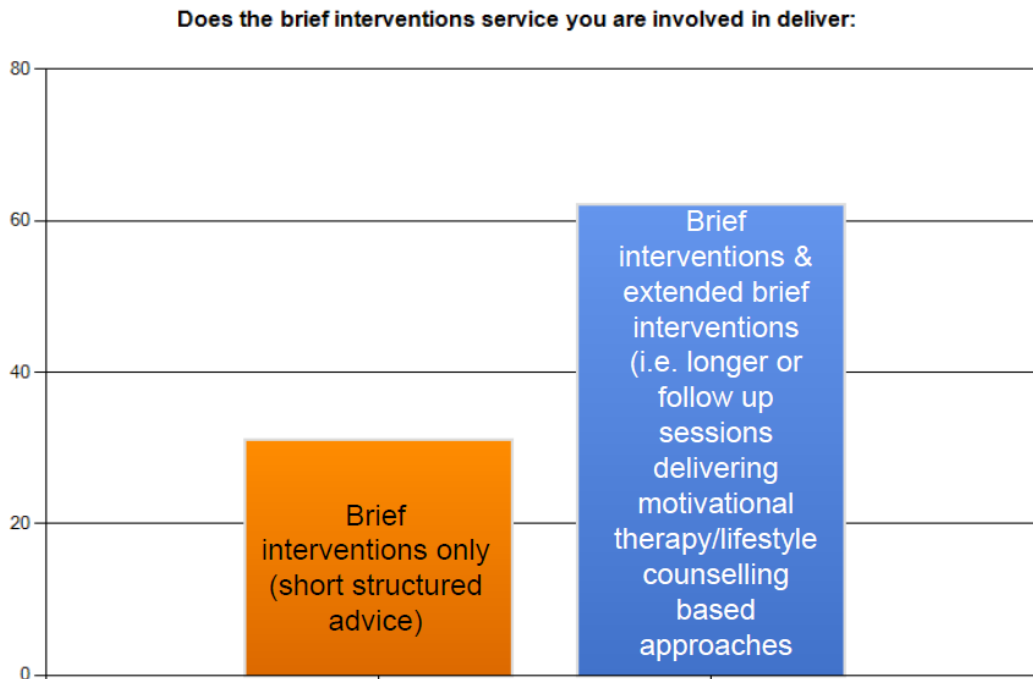 Does the brief interventions service you are involved in deliver:
80
60
40
20
0
Brief
interventions only
(short structured
advice)
Brief
interventions &
extended brief
interventions
(i.e. longer or
follow up
sessions
delivering
motivational
therapy/lifestyle
counselling
based
approaches